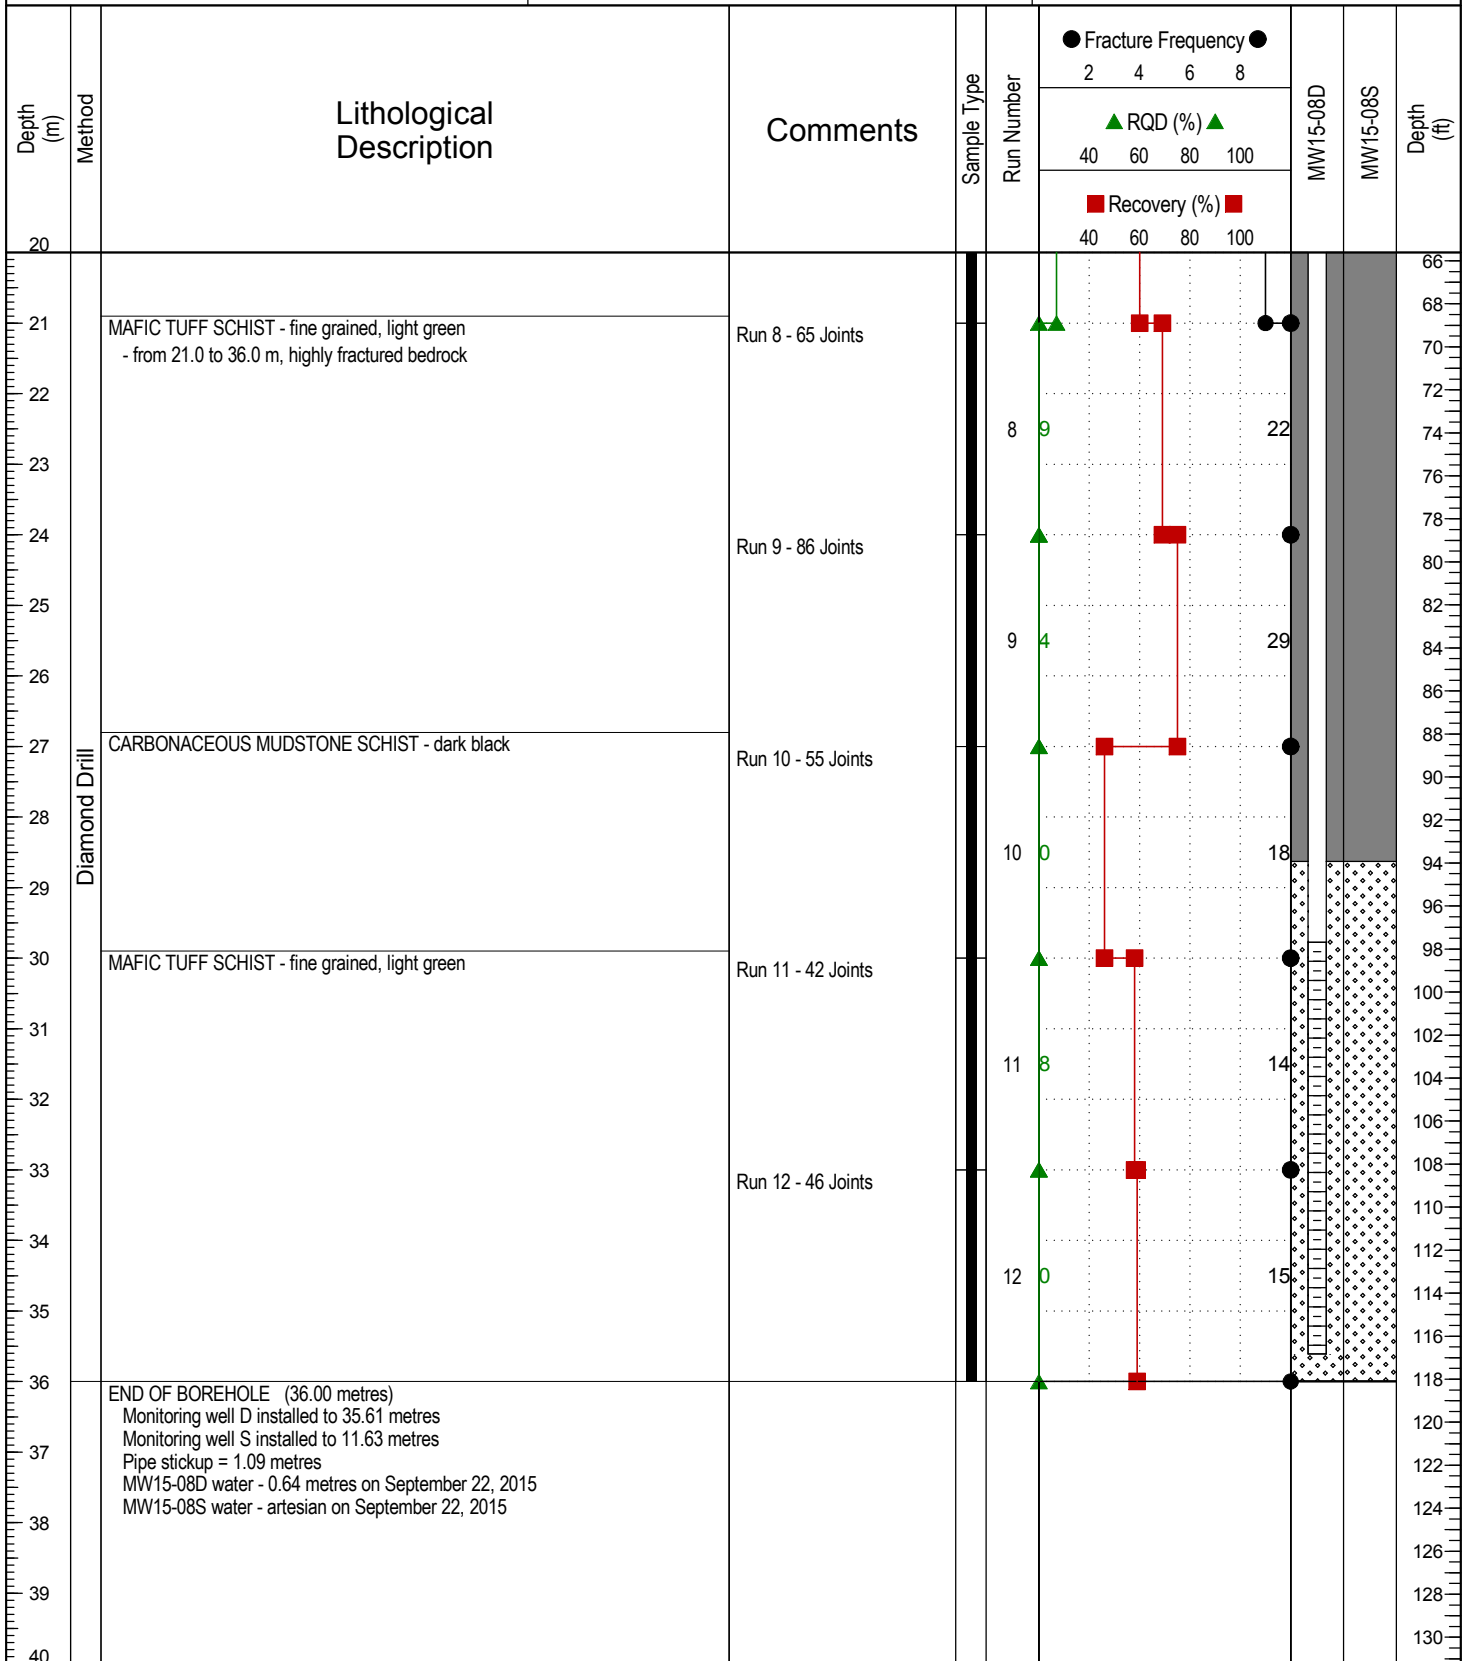 Depth
(m)
Method
Lithological
Description
Comments
Sample Type
Run Number
Fracture Frequency
2 4 6 8
RQD (%)
40 60 80 100
Recovery (%)
40 60 80 100
MW15-08D
MW15-08S
Depth
(ft)
20
66
68
21
MAFIC TUFF SCHIST - fine grained, light green
- from 21.0 to 36.0 m, highly fractured bedrock
Run 8 - 65 Joints
70
22
72
8 9 22
74
23
76
78
24
Run 9 - 86 Joints
80
25
82
9 4 29
84
26
86
88
27
CARBONACEOUS MUDSTONE SCHIST - dark black
Run 10 - 55 Joints
90
Diamond Drill
28
92
10 0 18
94
29
96
98
30
MAFIC TUFF SCHIST - fine grained, light green
Run 11 - 42 Joints
100
31
102
11 8 14
104
32
106
108
33
Run 12 - 46 Joints
110
34
112
12 0 15
114
35
116
36
118
END OF BOREHOLE (36.00 metres)
Monitoring well D installed to 35.61 metres
120
Monitoring well S installed to 11.63 metres
37
Pipe stickup = 1.09 metres
122
MW15-08D water - 0.64 metres on September 22, 2015
MW15-08S water - artesian on September 22, 2015
124
38
126
39
128
130
40